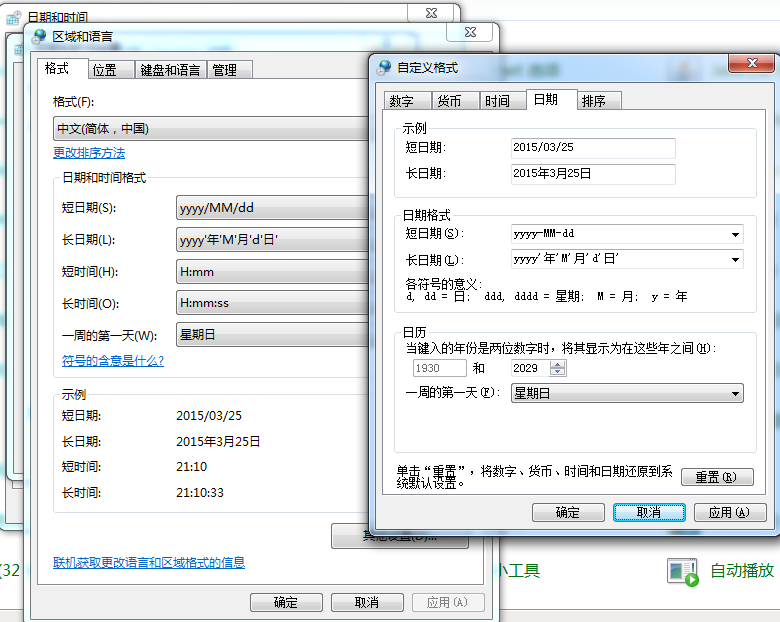 日期和时间
区域和语言
格式 位置 键盘和语言 管理
格式(F):
中文(简体，中国)
更改排序方法
日期和时间格式
短日期(S): yyyy/MM/dd
长日期(L): yyyy'年'M'月'd'日'
短时间(H): H:mm
长时间(O): H:mm:ss
一周的第一天(W): 星期日
符号的含意是什么?
示例
短日期: 2015/03/25
长日期: 2015年3月25日
短时间: 21:10
长时间: 21:10:33
其他设置(D)...
联机获取更改语言和区域格式的信息
确定 取消 应用(A)
自定义格式
数字 货币 时间 日期 排序
示例
短日期: 2015/03/25
长日期: 2015年3月25日
日期格式
短日期(S): yyyy-MM-dd
长日期(L): yyyy'年'M'月'd'日'
各符号的意义:
d, dd = 日; ddd, dddd = 星期; M = 月; y = 年
日历
当键入的年份是两位数字时，将其显示为在这些年之间(H):
1930 和 2029
一周的第一天(F): 星期日
单击“重置”，将数字、货币、时间和日期还原到系
统默认设置。
重置(R)
确定 取消 应用(A)
(32
小工具
自动播放